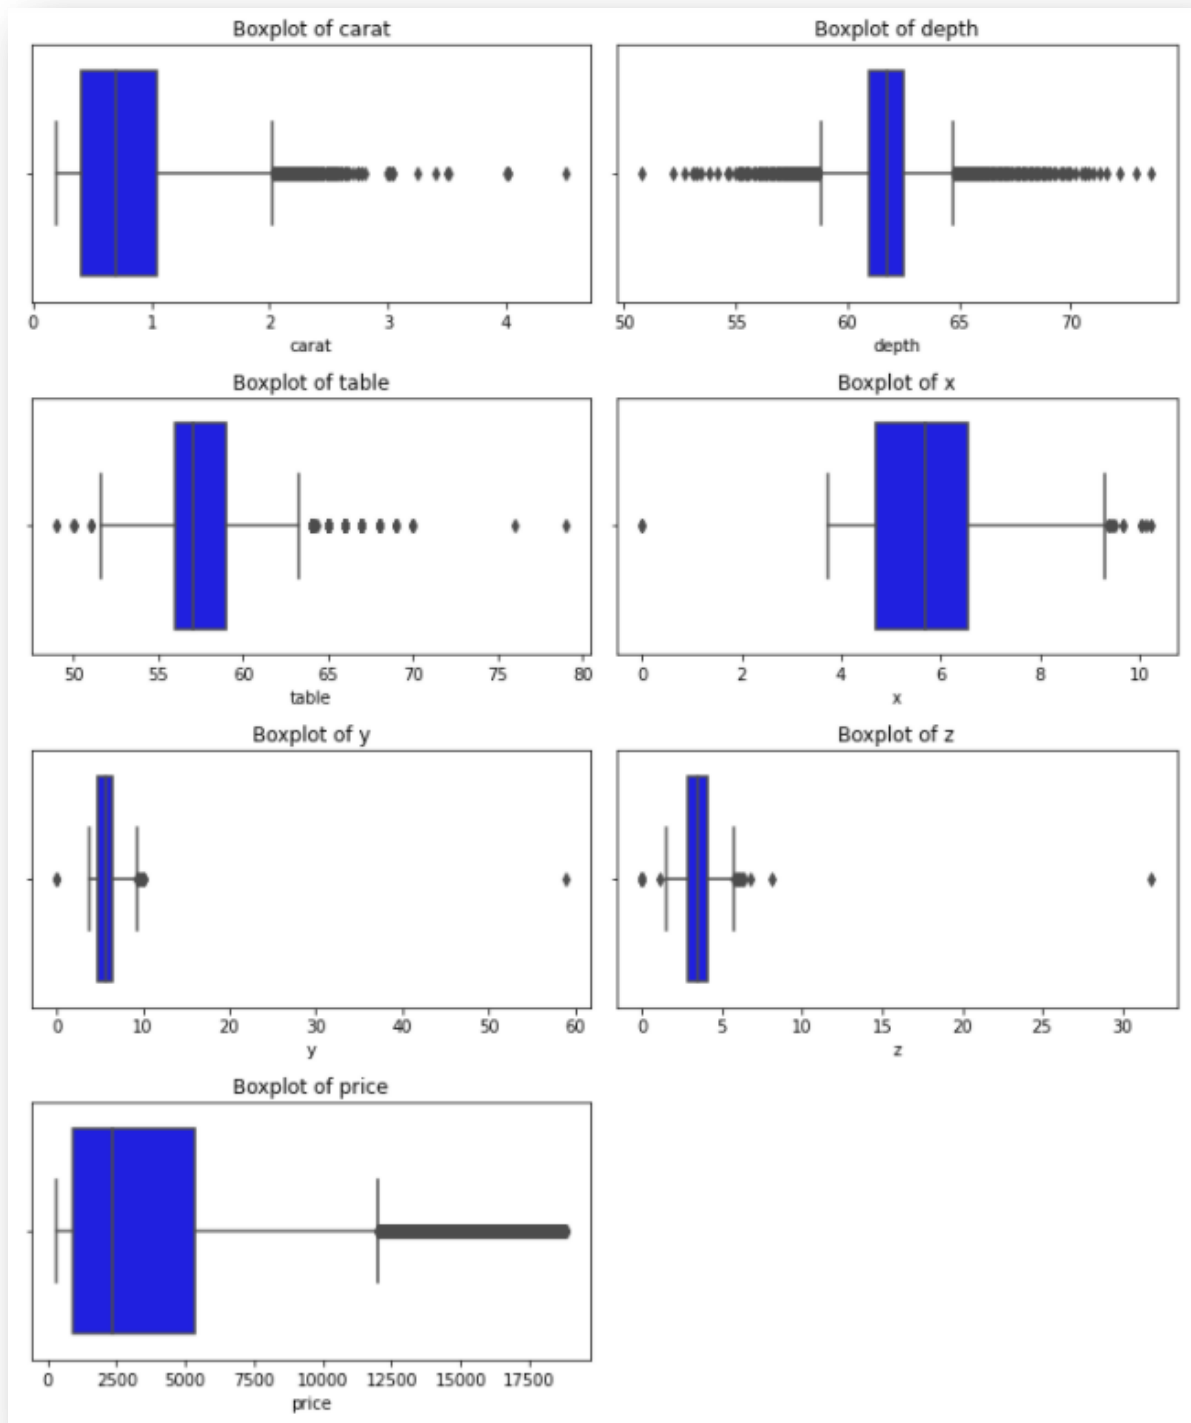 Boxplot of carat
0 1 2 3 4
carat
Boxplot of depth
50 55 60 65 70
depth
Boxplot of table
50 55 60 65 70 75 80
table
Boxplot of x
0 2 4 6 8 10
x
Boxplot of y
0 10 20 30 40 50 60
y
Boxplot of z
0 5 10 15 20 25 30
z
Boxplot of price
0 2500 5000 7500 10000 12500 15000 17500
price